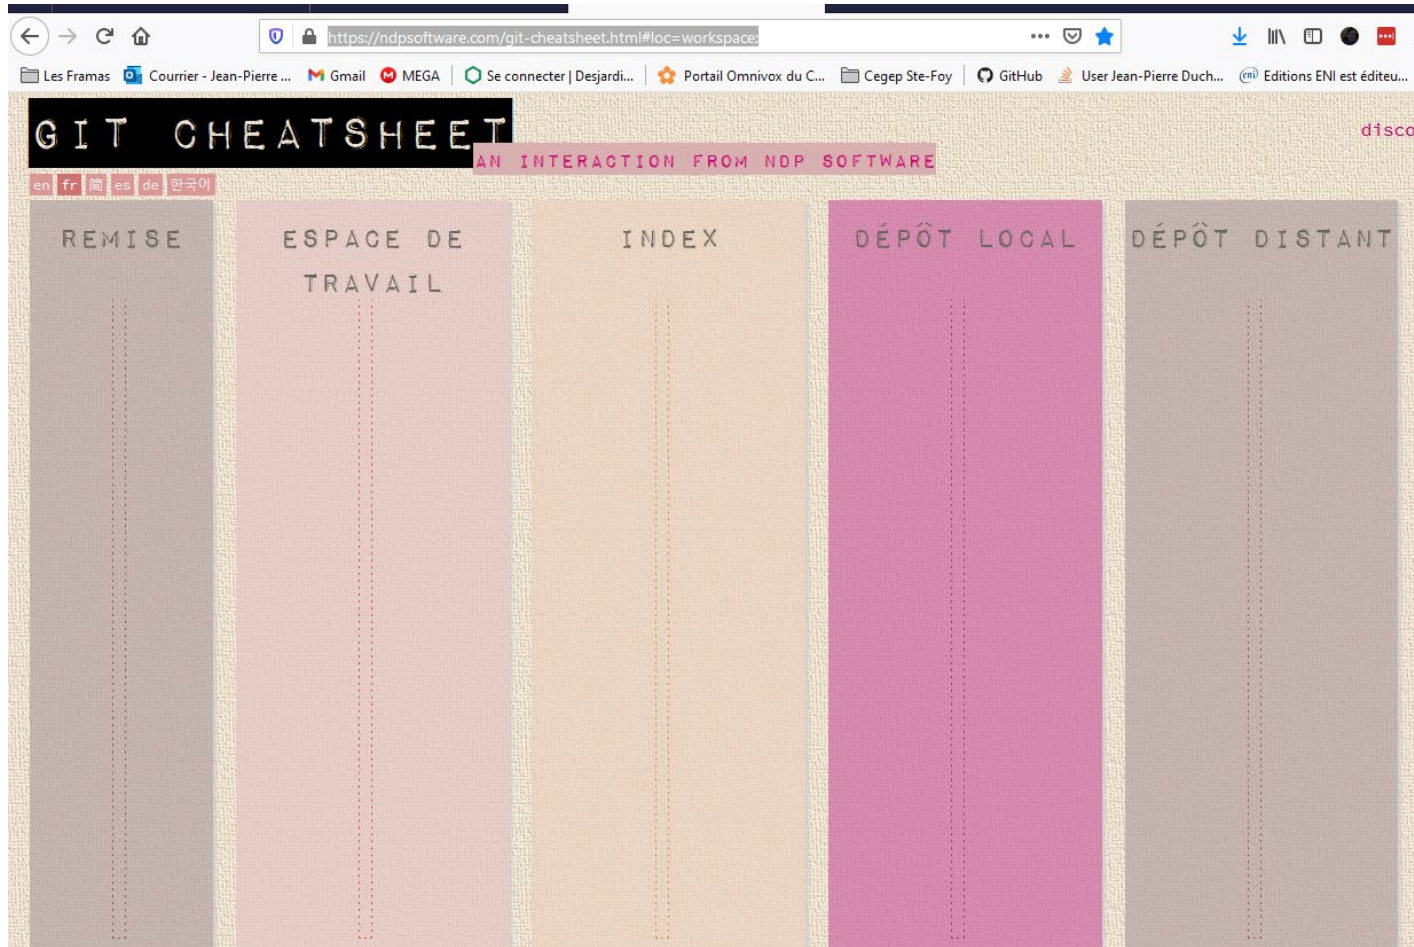 https://ndpsoftware.com/git-cheatsheet.html#loc=workspace;
Les Framas Courrier - Jean-Pierre ... Gmail MEGA Se connecter | Desjardi... Portail Omnivox du C... Cegep Ste-Foy GitHub User Jean-Pierre Duch... Editions ENI est éditeu...
GIT CHEATSHEET
AN INTERACTION FROM NDP SOFTWARE
disco
en fr 简 es de 한국어
REMISE
ESPACE DE
TRAVAIL
INDEX
DÉPÔT LOCAL
DÉPÔT DISTANT